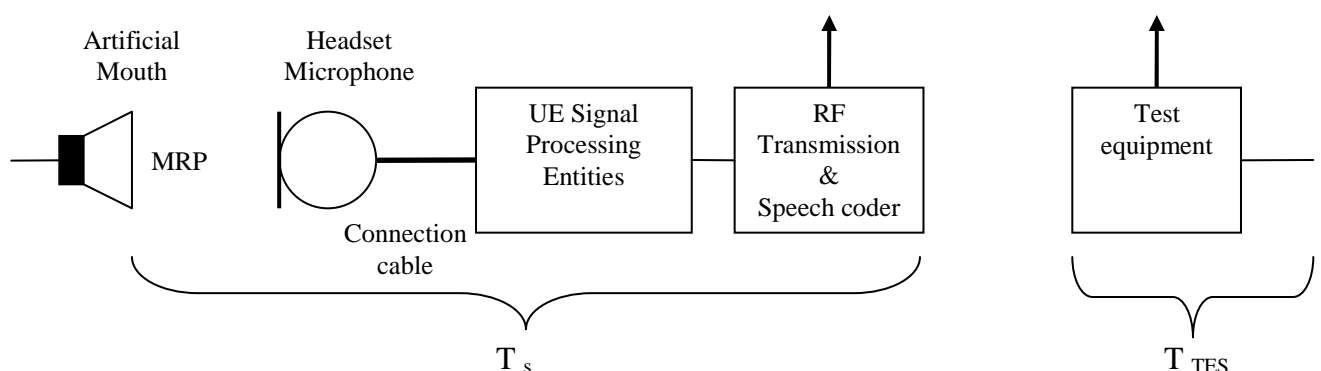 Artificial
Mouth
Headset
Microphone
MRP
Connection
cable
UE Signal
Processing
Entities
RF
Transmission
&
Speech coder
Test
equipment
T s
T TES